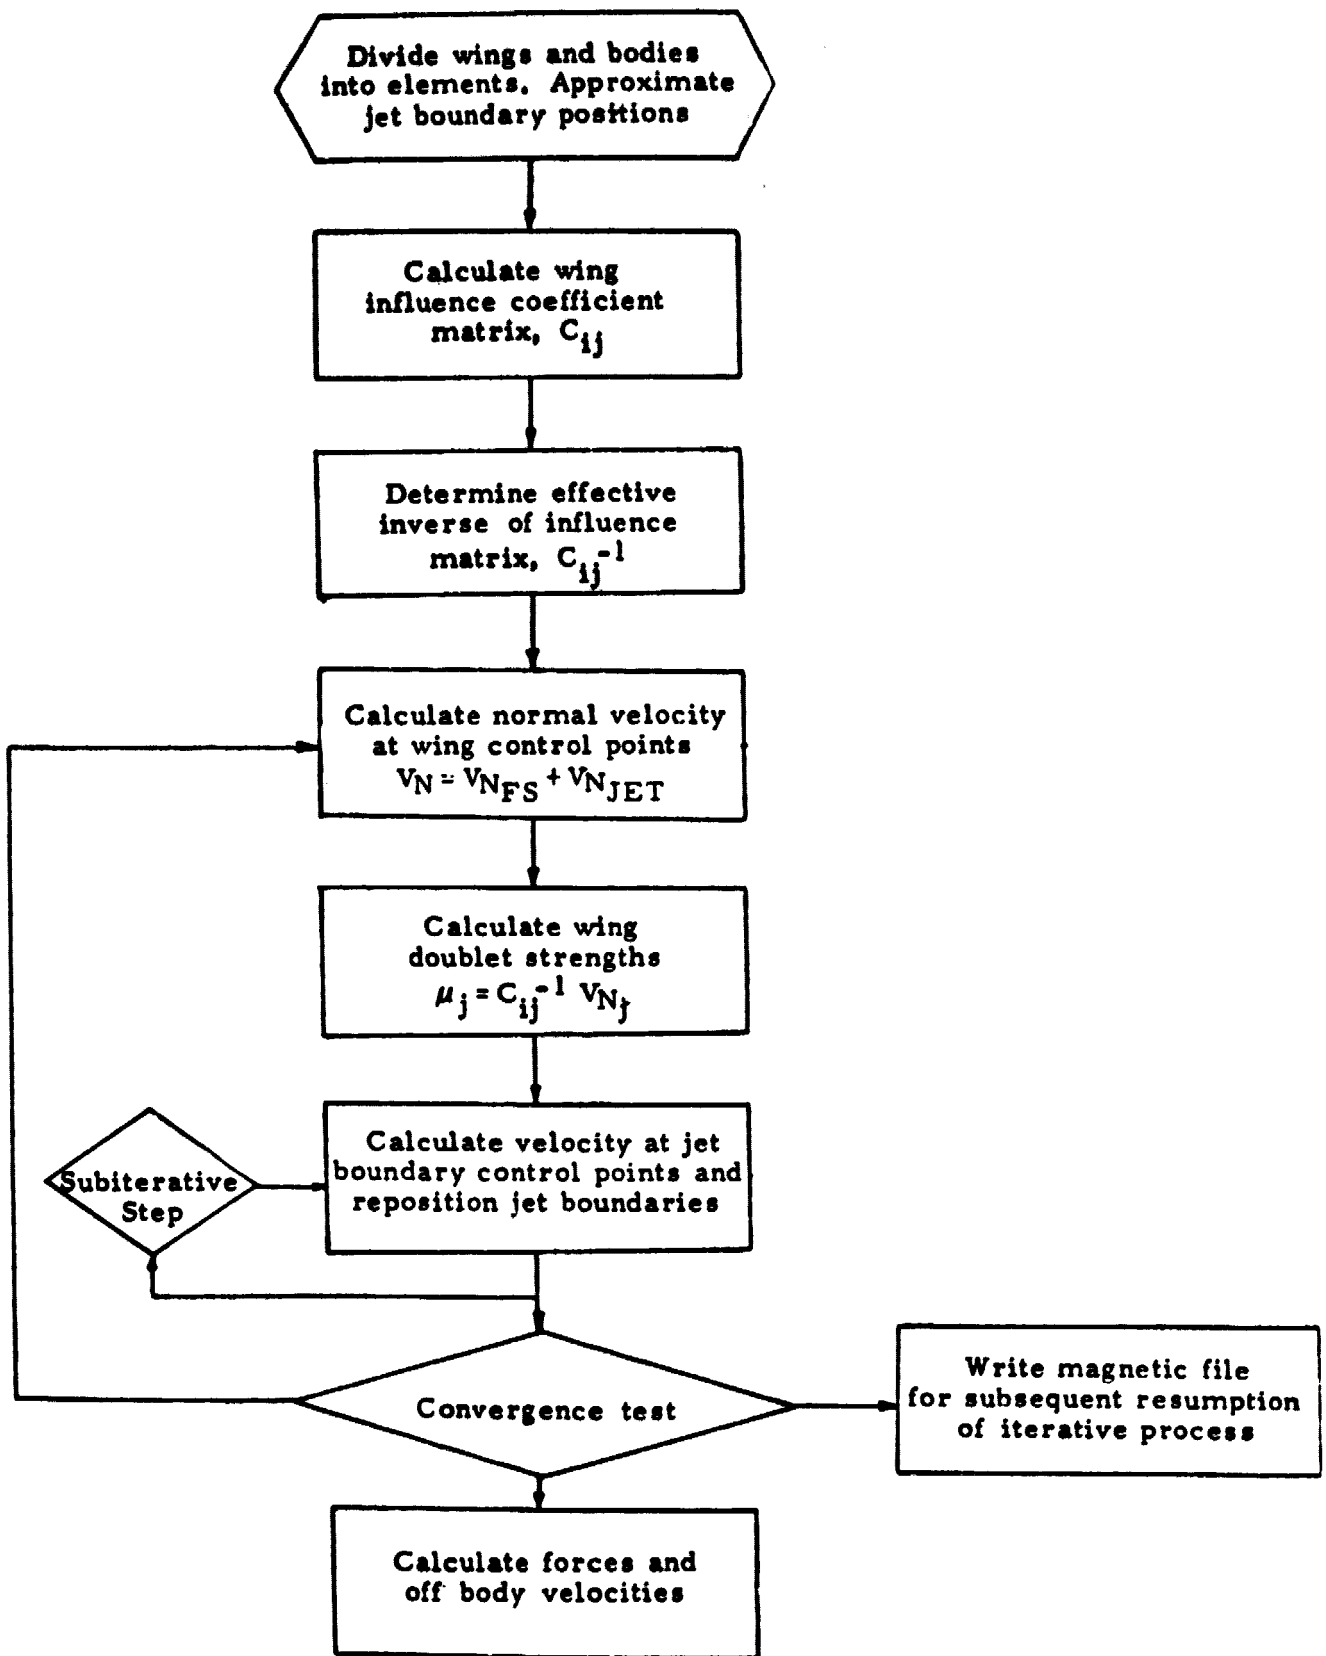 Divide wings and bodies
into elements. Approximate
jet boundary positions
Calculate wing
influence coefficient
matrix, C_ij
Determine effective
inverse of influence
matrix, C_ij^-1
Calculate normal velocity
at wing control points
V_N = V_N_FS + V_N_JET
Calculate wing
doublet strengths
μ_j = C_ij^-1 V_N_j
Calculate velocity at jet
boundary control points and
reposition jet boundaries
Subiterative
Step
Convergence test
Write magnetic file
for subsequent resumption
of iterative process
Calculate forces and
off body velocities